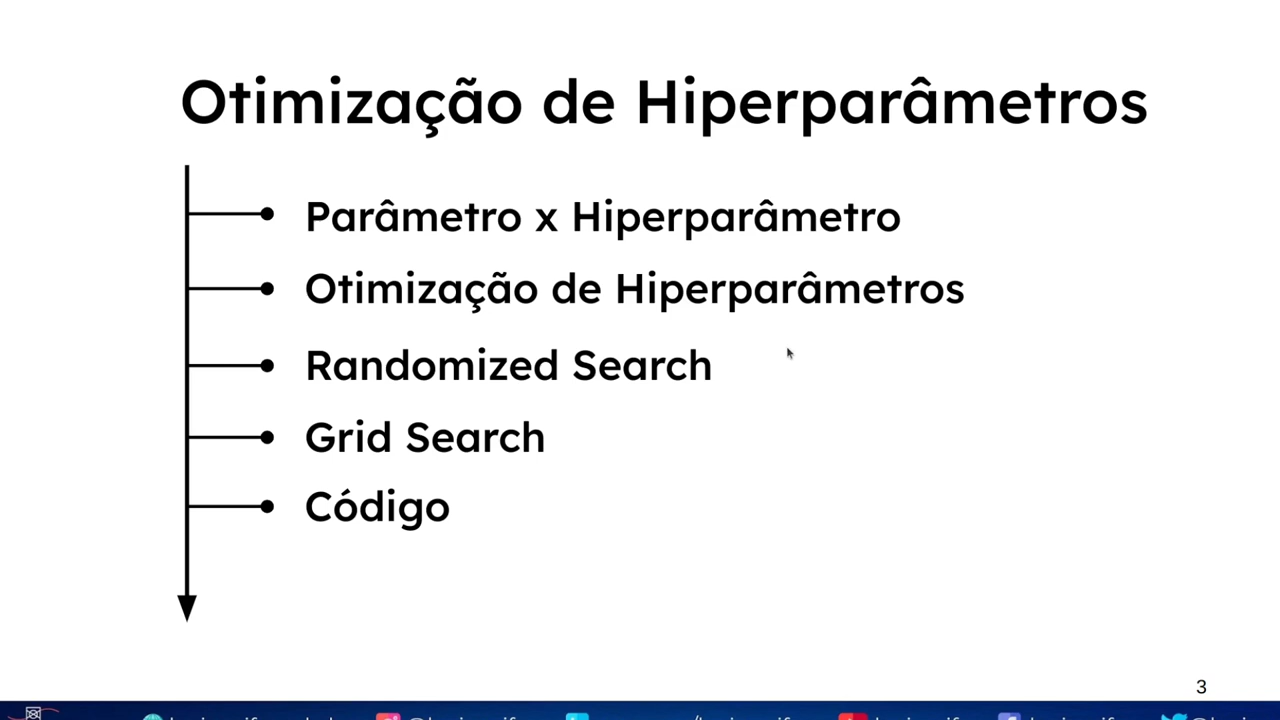 Otimização de Hiperparâmetros
Parâmetro x Hiperparâmetro
Otimização de Hiperparâmetros
Randomized Search
Grid Search
Código
3